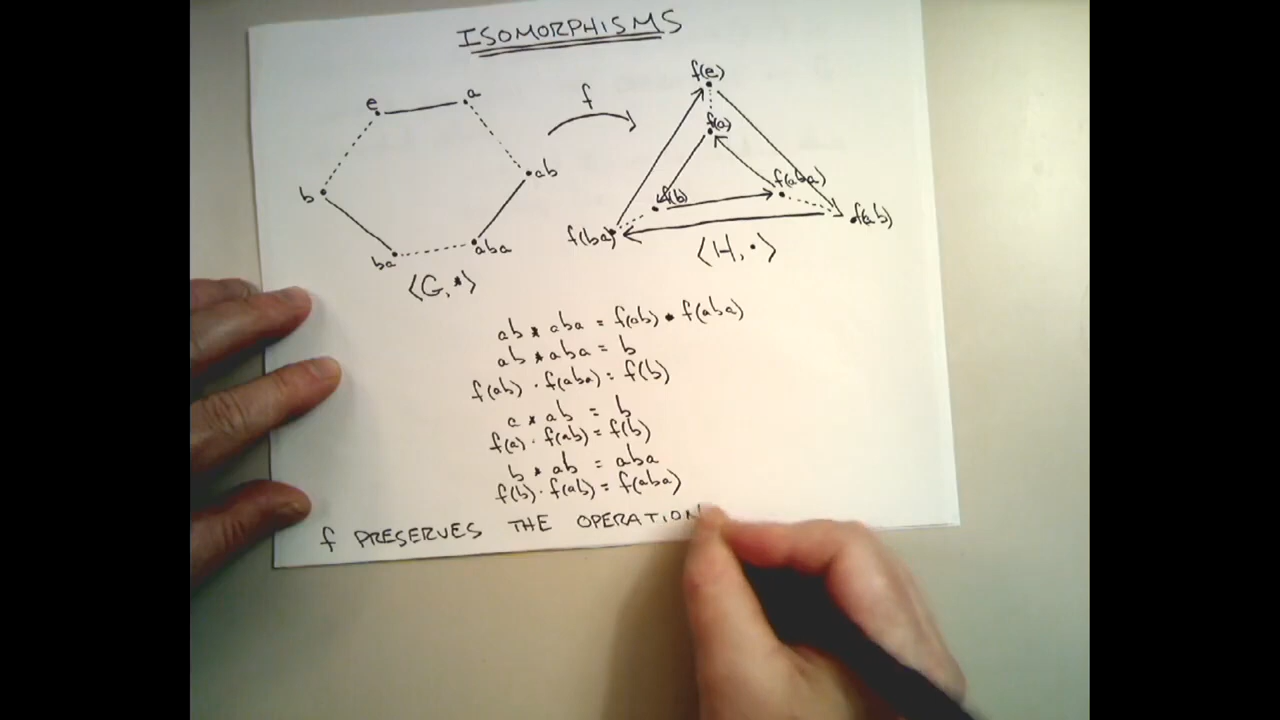 ISOMORPHISMS
e a
f
f(e)
f(a)
b ab
f(b) f(aba)
f(ba) f(ab)
ba aba
⟨G,*⟩
⟨H,·⟩
ab * aba = f(ab) · f(aba)
ab * aba = b
f(ab) · f(aba) = f(b)
a * ab = b
f(a) · f(ab) = f(b)
b * ab = aba
f(b) · f(ab) = f(aba)
f PRESERVES THE OPERATION